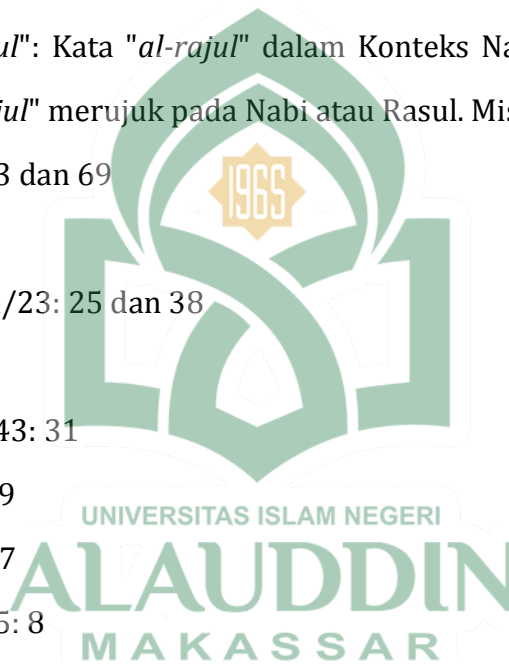 ul": Kata "al-rajul" dalam Konteks Na
jul" merujuk pada Nabi atau Rasul. Mis
3 dan 69
1965
/23: 25 dan 38
43: 31
9
UNIVERSITAS ISLAM NEGERI
7
ALAUDDIN
5: 8
MAKASSAR